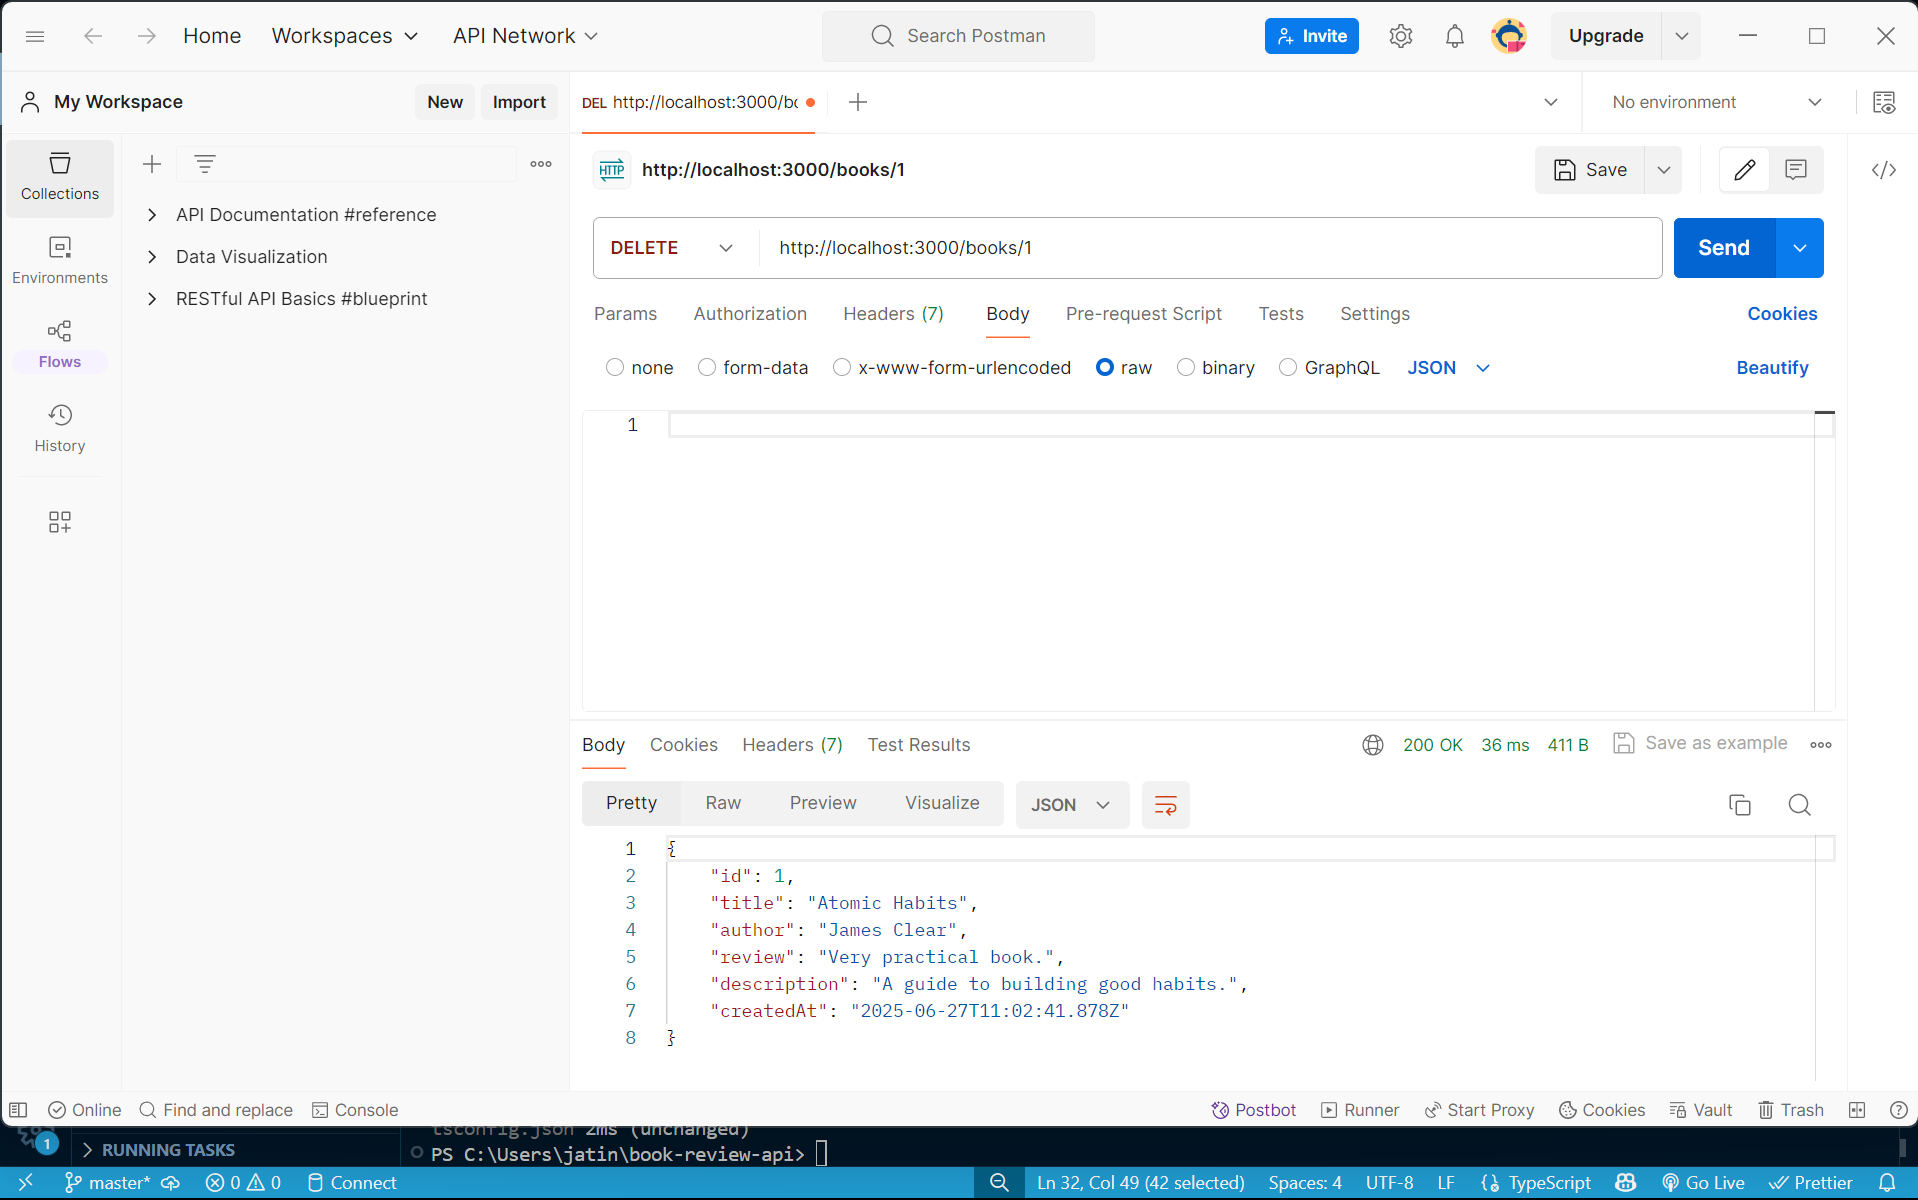 Home Workspaces API Network Search Postman Invite Upgrade
My Workspace New Import DEL http://localhost:3000/bo No environment
HTTP http://localhost:3000/books/1 Save
Collections
Environments
Flows
History
API Documentation #reference
Data Visualization
RESTful API Basics #blueprint
DELETE http://localhost:3000/books/1 Send
Params Authorization Headers (7) Body Pre-request Script Tests Settings Cookies
none form-data x-www-form-urlencoded raw binary GraphQL JSON Beautify
1
Body Cookies Headers (7) Test Results 200 OK 36 ms 411 B Save as example
Pretty Raw Preview Visualize JSON
1 {
2 "id": 1,
3 "title": "Atomic Habits",
4 "author": "James Clear",
5 "review": "Very practical book.",
6 "description": "A guide to building good habits.",
7 "createdAt": "2025-06-27T11:02:41.878Z"
8 }
Online Find and replace Console Postbot Runner Start Proxy Cookies Vault Trash
tsconfig.json 2ms (unchanged)
1 RUNNING TASKS PS C:\Users\jatin\book-review-api>
master* 0 0 Connect Ln 32, Col 49 (42 selected) Spaces: 4 UTF-8 LF TypeScript Go Live Prettier